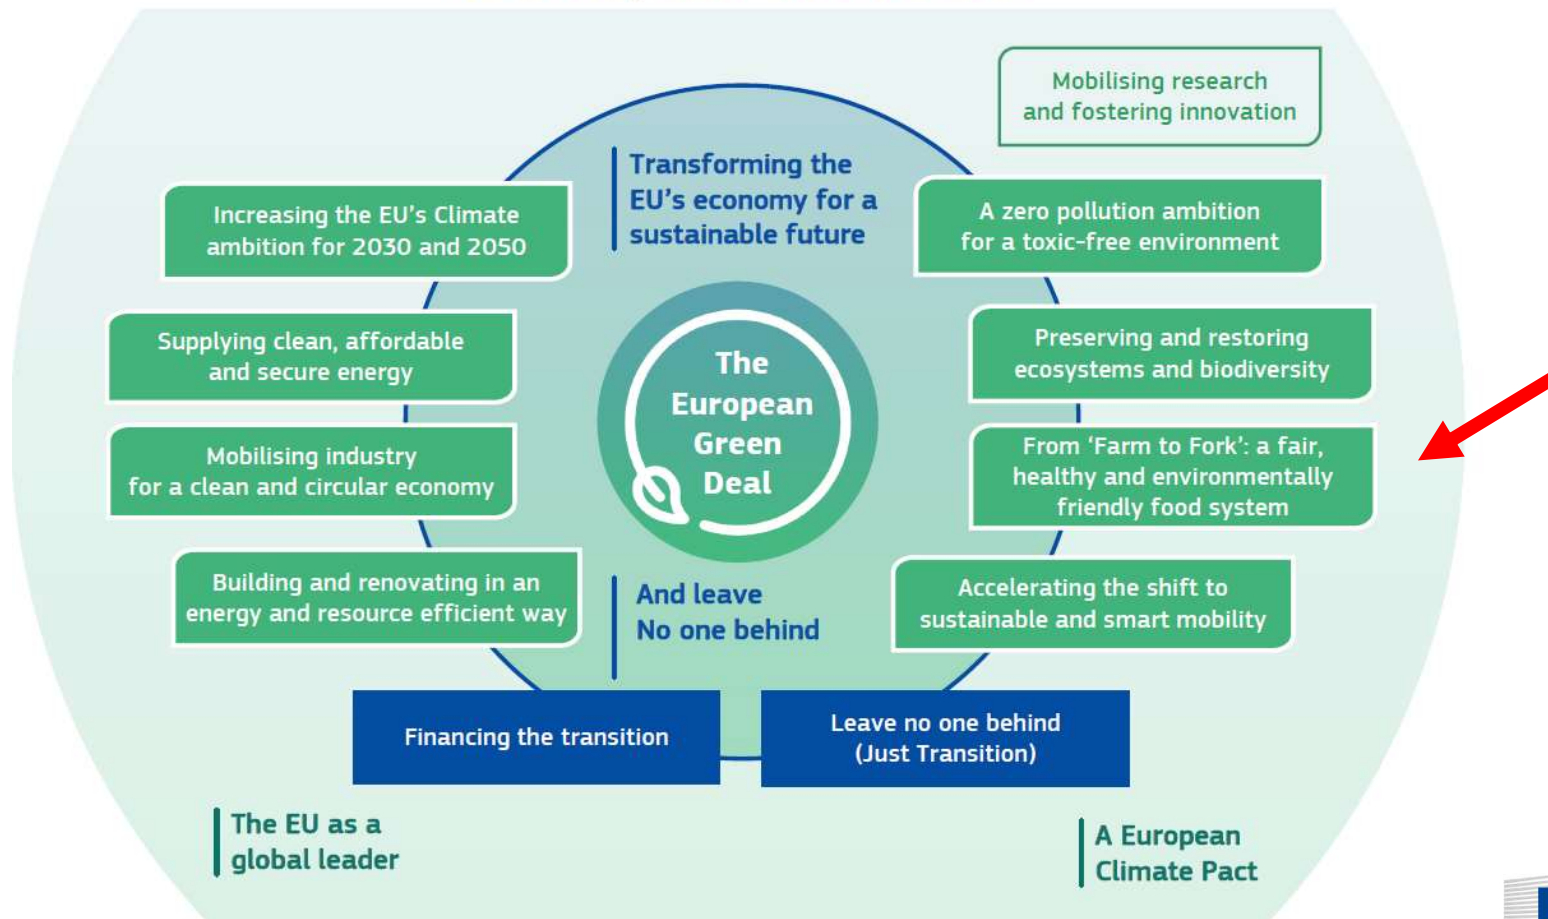 Mobilising research
and fostering innovation
Transforming the
EU's economy for a
sustainable future
Increasing the EU's Climate
ambition for 2030 and 2050
A zero pollution ambition
for a toxic-free environment
Supplying clean, affordable
and secure energy
Preserving and restoring
ecosystems and biodiversity
The
European
Green
Deal
Mobilising industry
for a clean and circular economy
From ‘Farm to Fork’: a fair,
healthy and environmentally
friendly food system
Building and renovating in an
energy and resource efficient way
And leave
No one behind
Accelerating the shift to
sustainable and smart mobility
Financing the transition
Leave no one behind
(Just Transition)
The EU as a
global leader
A European
Climate Pact